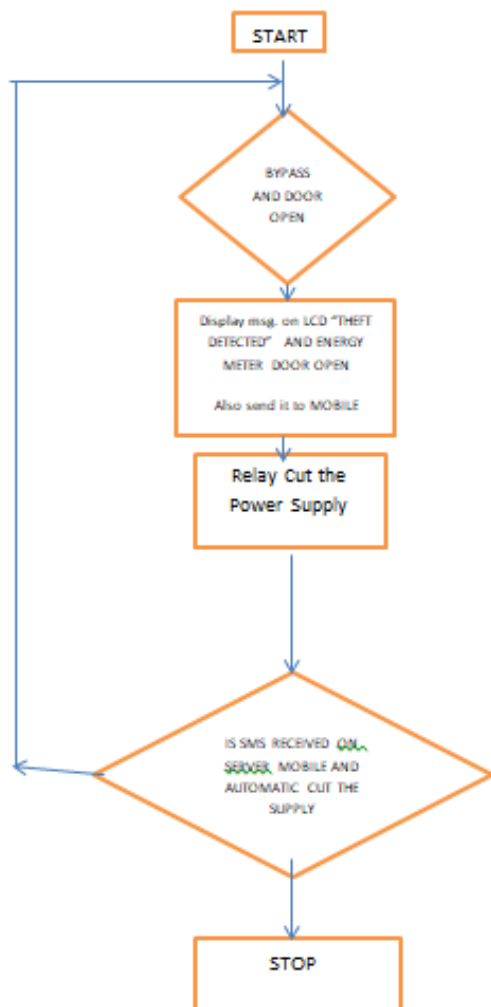 START
BYPASS
AND DOOR
OPEN
Display msg. on LCD "THEFT
DETECTED" AND ENERGY
METER DOOR OPEN
Also send it to MOBILE
Relay Cut the
Power Supply
IS SMS RECEIVED ON
SERVER MOBILE AND
AUTOMATIC CUT THE
SUPPLY
STOP